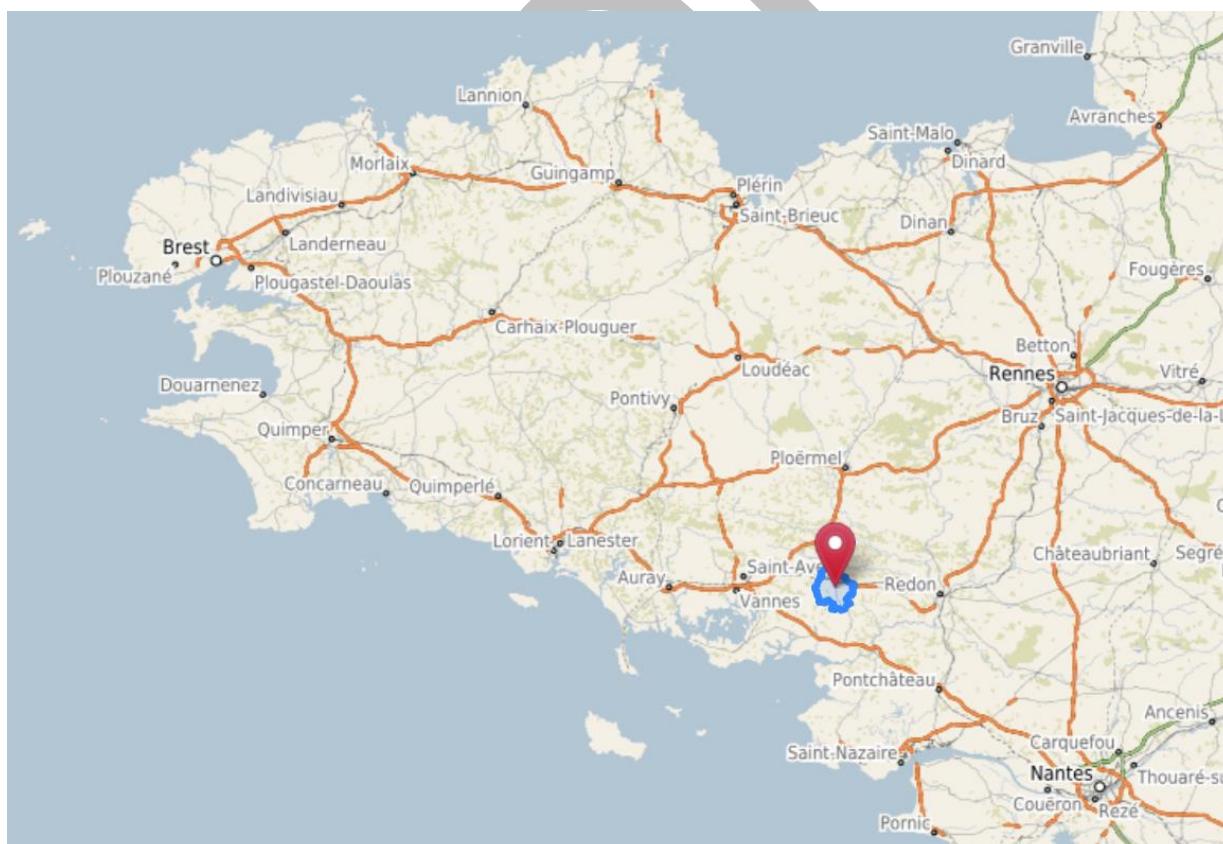 Granville
Lannion
Avranches
Saint-Malo
Morlaix
Dinard
Guingamp
Plérin
Landivisiau
Saint-Brieuc
Dinan
Brest
Landerneau
Plouzané
Plougastel-Daoulas
Fougères
Carhaix Plouguer
Betton
Loudéac
Rennes
Vitré
Douarnenez
Pontivy
Bruz
Saint-Jacques-de-la-L
Quimper
Ploërmel
Concarneau
Quimperlé
Lorient
Lanester
Châteaubriant
Segré
Saint-Ave
Auray
Redon
Vannes
Pontchâteau
Ancenis
Carquefou
Saint-Nazaire
Nantes
Thouaré-su
Couëron
Rezé
Pornic